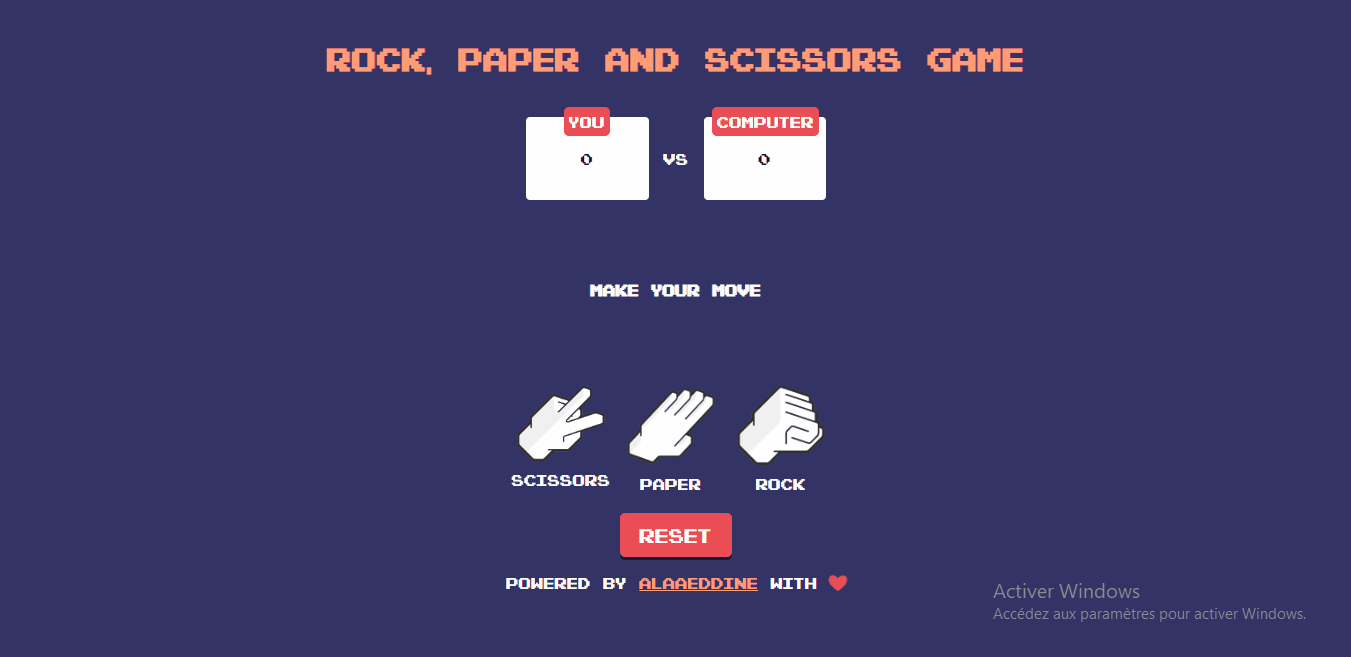 ROCK, PAPER AND SCISSORS GAME
YOU
COMPUTER
0
VS
0
MAKE YOUR MOVE
SCISSORS
PAPER
ROCK
RESET
POWERED BY ALAAEDDINE WITH ❤
Activer Windows
Accédez aux paramètres pour activer Windows.